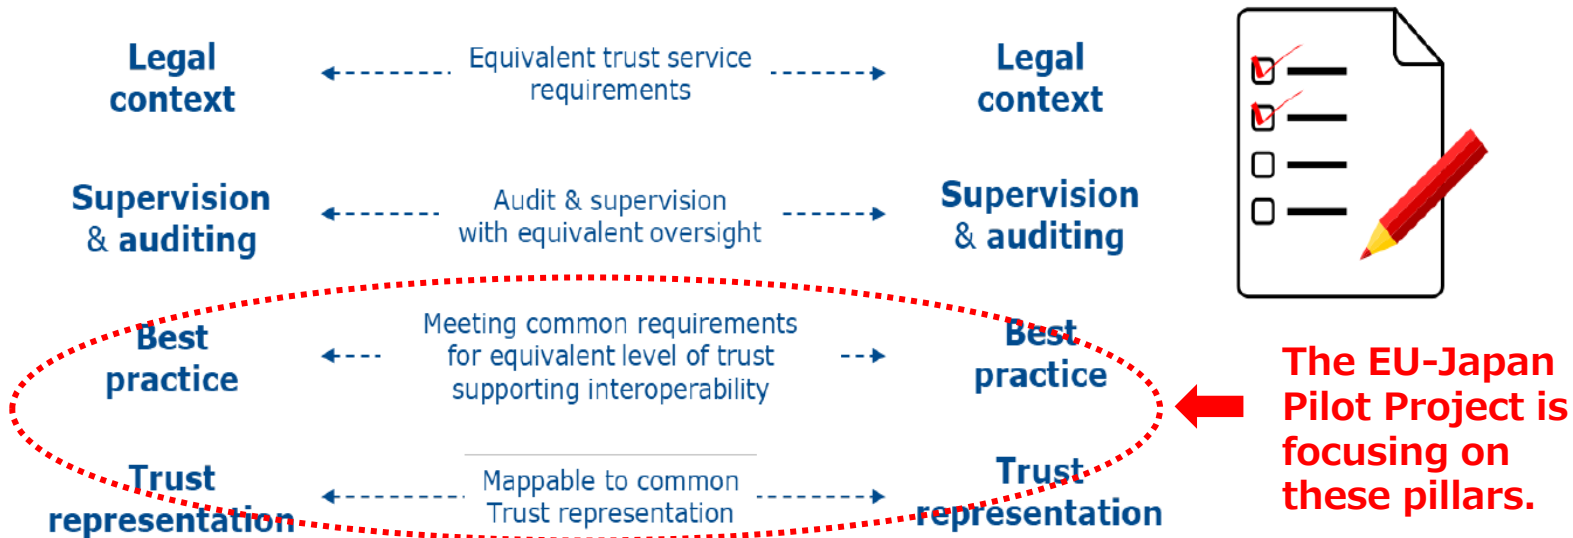 Legal
context
Equivalent trust service
requirements
Legal
context
Supervision
& auditing
Audit & supervision
with equivalent oversight
Supervision
& auditing
Best
practice
Meeting common requirements
for equivalent level of trust
supporting interoperability
Best
practice
Trust
representation
Mappable to common
Trust representation
Trust
representation
The EU-Japan
Pilot Project is
focusing on
these pillars.